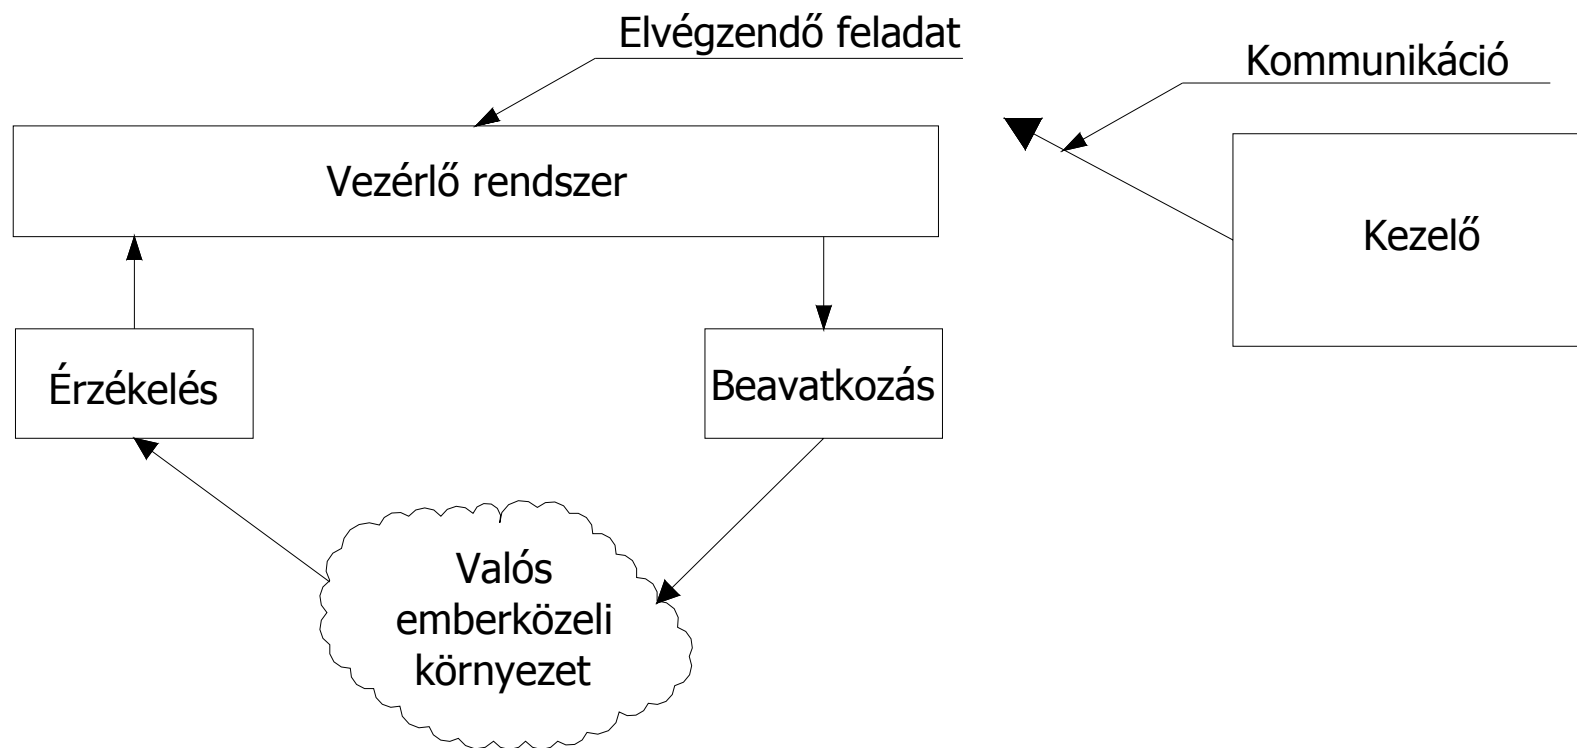 Elvégzendő feladat
Kommunikáció
Vezérlő rendszer
Kezelő
Érzékelés
Beavatkozás
Valós
emberközeli
környezet